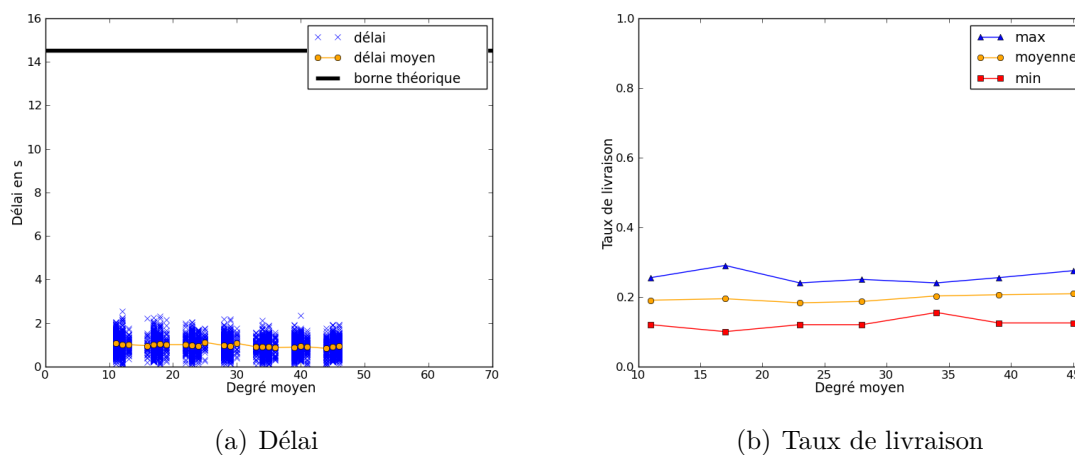 16
14
12
10
8
6
4
2
0
Délai en s
délai
délai moyen
borne théorique
0
10
20
30
40
50
60
70
Degré moyen
(a) Délai
1.0
0.8
0.6
0.4
0.2
0.0
Taux de livraison
max
moyenne
min
10
15
20
25
30
35
40
45
Degré moyen
(b) Taux de livraison